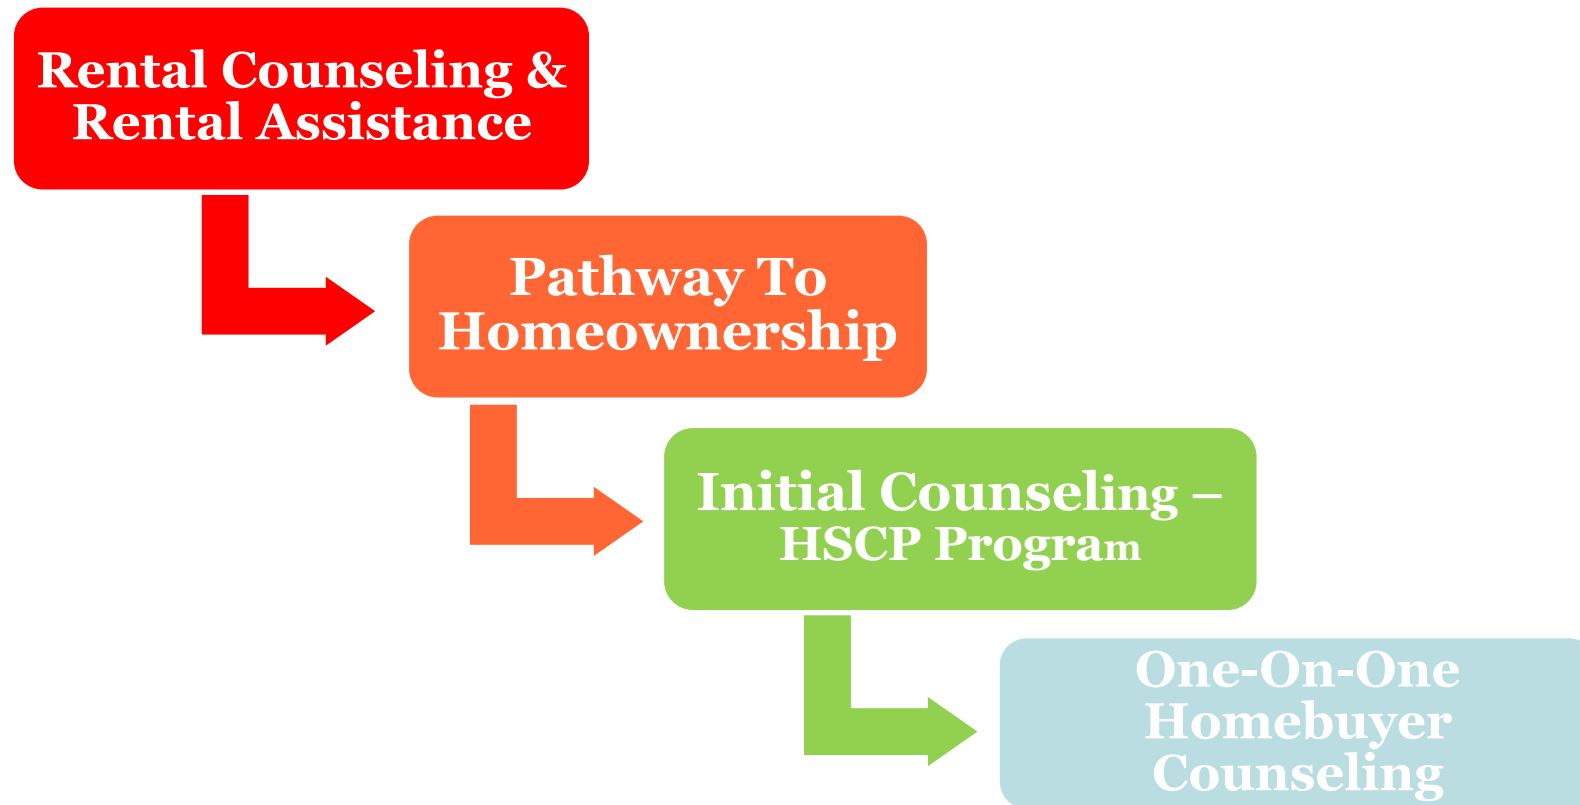 Rental Counseling &
Rental Assistance
Pathway To
Homeownership
Initial Counseling –
HSCP Program
One-On-One
Homebuyer
Counseling